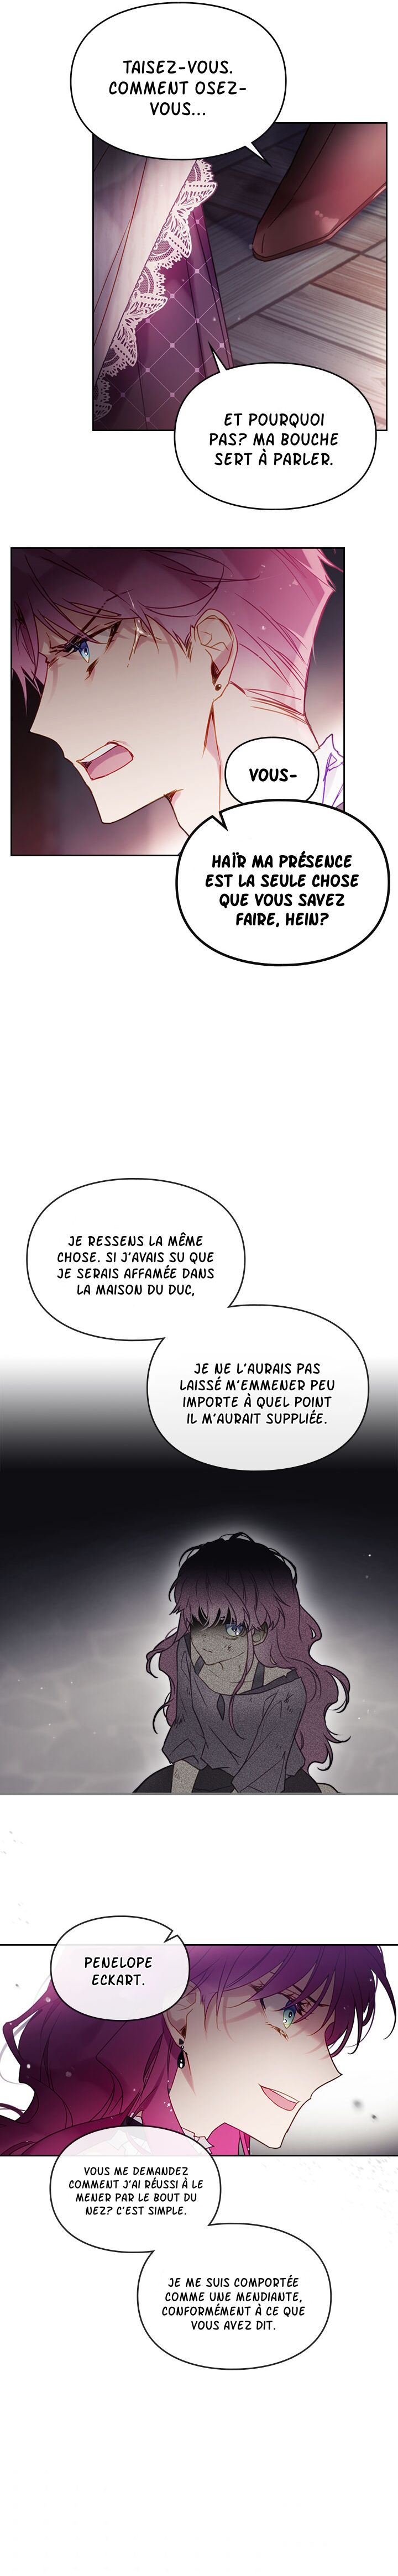 TAISEZ-VOUS.
COMMENT OSEZ-
VOUS...
ET POURQUOI
PAS? MA BOUCHE
SERT À PARLER.
VOUS-
HAÏR MA PRÉSENCE
EST LA SEULE CHOSE
QUE VOUS SAVEZ
FAIRE, HEIN?
JE RESSENS LA MÊME
CHOSE. SI J'AVAIS SU QUE
JE SERAIS AFFAMÉE DANS
LA MAISON DU DUC,
JE NE L'AURAIS PAS
LAISSÉ M'EMMENER PEU
IMPORTE À QUEL POINT
IL M'AURAIT SUPPLIÉE.
PENELOPE
ECKART.
VOUS ME DEMANDEZ
COMMENT J'AI RÉUSSI À LE
MENER PAR LE BOUT DU
NEZ? C'EST SIMPLE.
JE ME SUIS COMPORTÉE
COMME UNE MENDIANTE,
CONFORMÉMENT À CE QUE
VOUS AVEZ DIT.